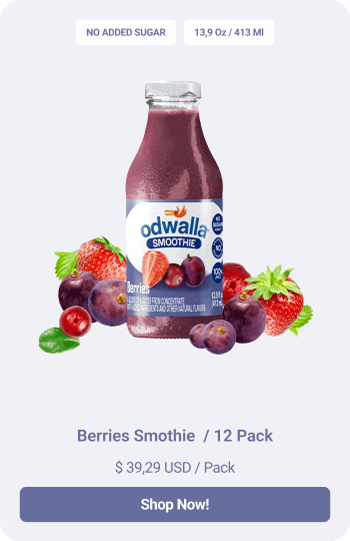 NO ADDED SUGAR
13,9 Oz / 413 Ml
odwalla
SMOOTHIE
Berries
Berries Smothie / 12 Pack
$ 39,29 USD / Pack
Shop Now!